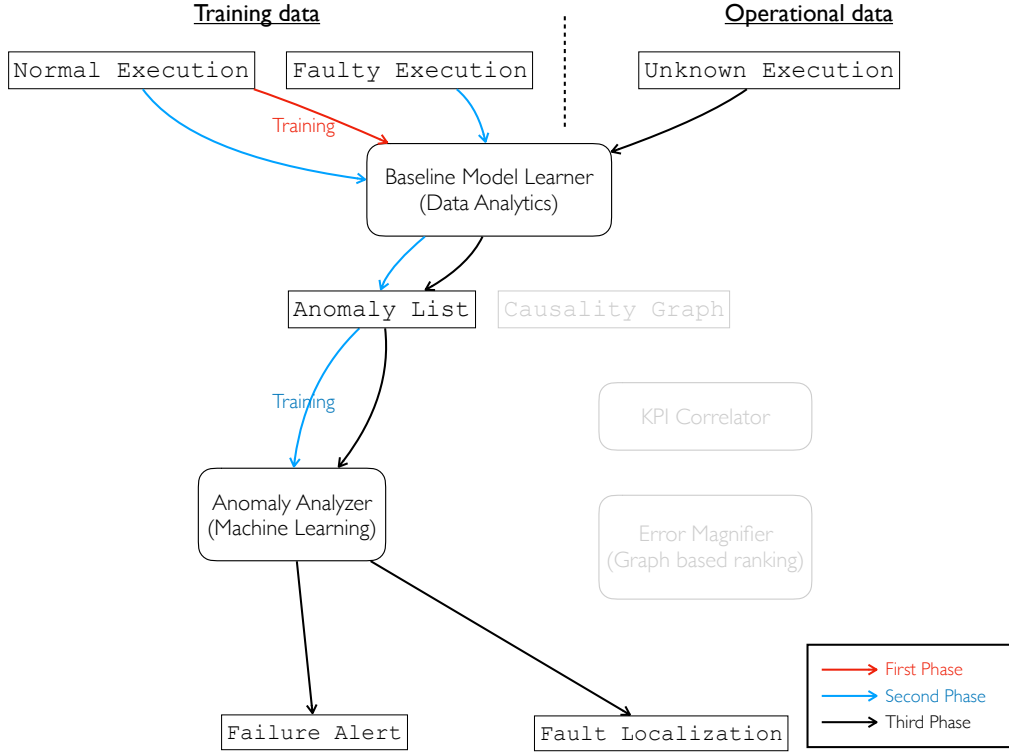 Training data
Operational data
Normal Execution
Faulty Execution
Unknown Execution
Training
Baseline Model Learner
(Data Analytics)
Anomaly List
Causality Graph
Training
KPI Correlator
Anomaly Analyzer
(Machine Learning)
Error Magnifier
(Graph based ranking)
First Phase
Second Phase
Third Phase
Failure Alert
Fault Localization